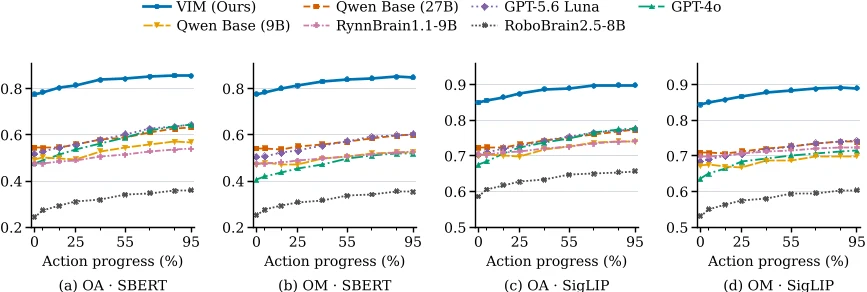 VIM (Ours) Qwen Base (27B) GPT-5.6 Luna GPT-4o
Qwen Base (9B) RynnBrain1.1-9B RoboBrain2.5-8B
0.8
0.6
0.4
0.2
0 25 55 95
Action progress (%)
(a) OA · SBERT
0.8
0.6
0.4
0.2
0 25 55 95
Action progress (%)
(b) OM · SBERT
0.9
0.8
0.7
0.6
0.5
0 25 55 95
Action progress (%)
(c) OA · SigLIP
0.9
0.8
0.7
0.6
0.5
0 25 55 95
Action progress (%)
(d) OM · SigLIP